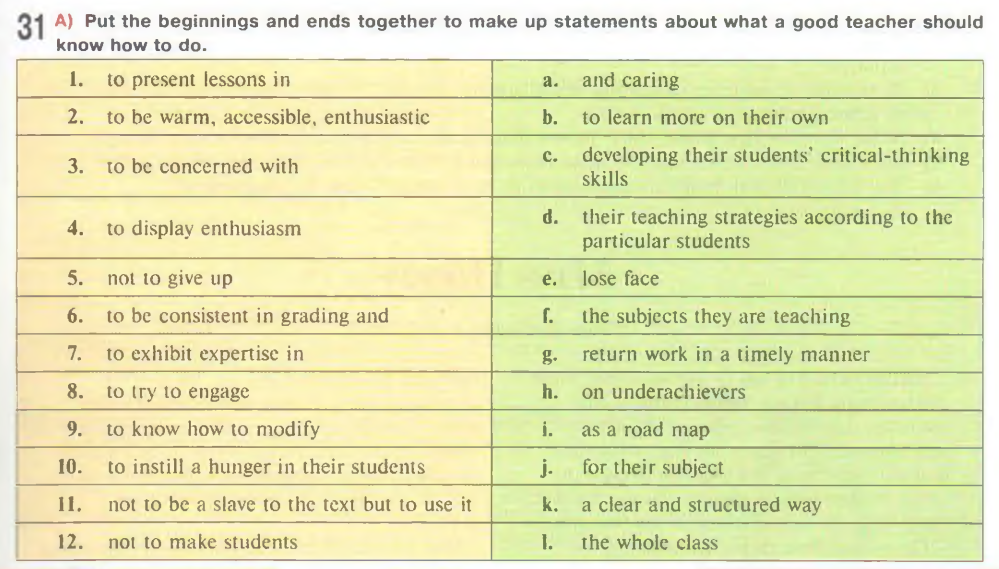 31 A) Put the beginnings and ends together to make up statements about what a good teacher should
know how to do.
1. to present lessons in
a. and caring
2. to be warm, accessible, enthusiastic
b. to learn more on their own
3. to be concerned with
c. developing their students' critical-thinking
skills
4. to display enthusiasm
d. their teaching strategies according to the
particular students
5. not to give up
e. lose face
6. to be consistent in grading and
f. the subjects they are teaching
7. to exhibit expertise in
g. return work in a timely manner
8. to try to engage
h. on underachievers
9. to know how to modify
i. as a road map
10. to instill a hunger in their students
j. for their subject
11. not to be a slave to the text but to use it
k. a clear and structured way
12. not to make students
l. the whole class